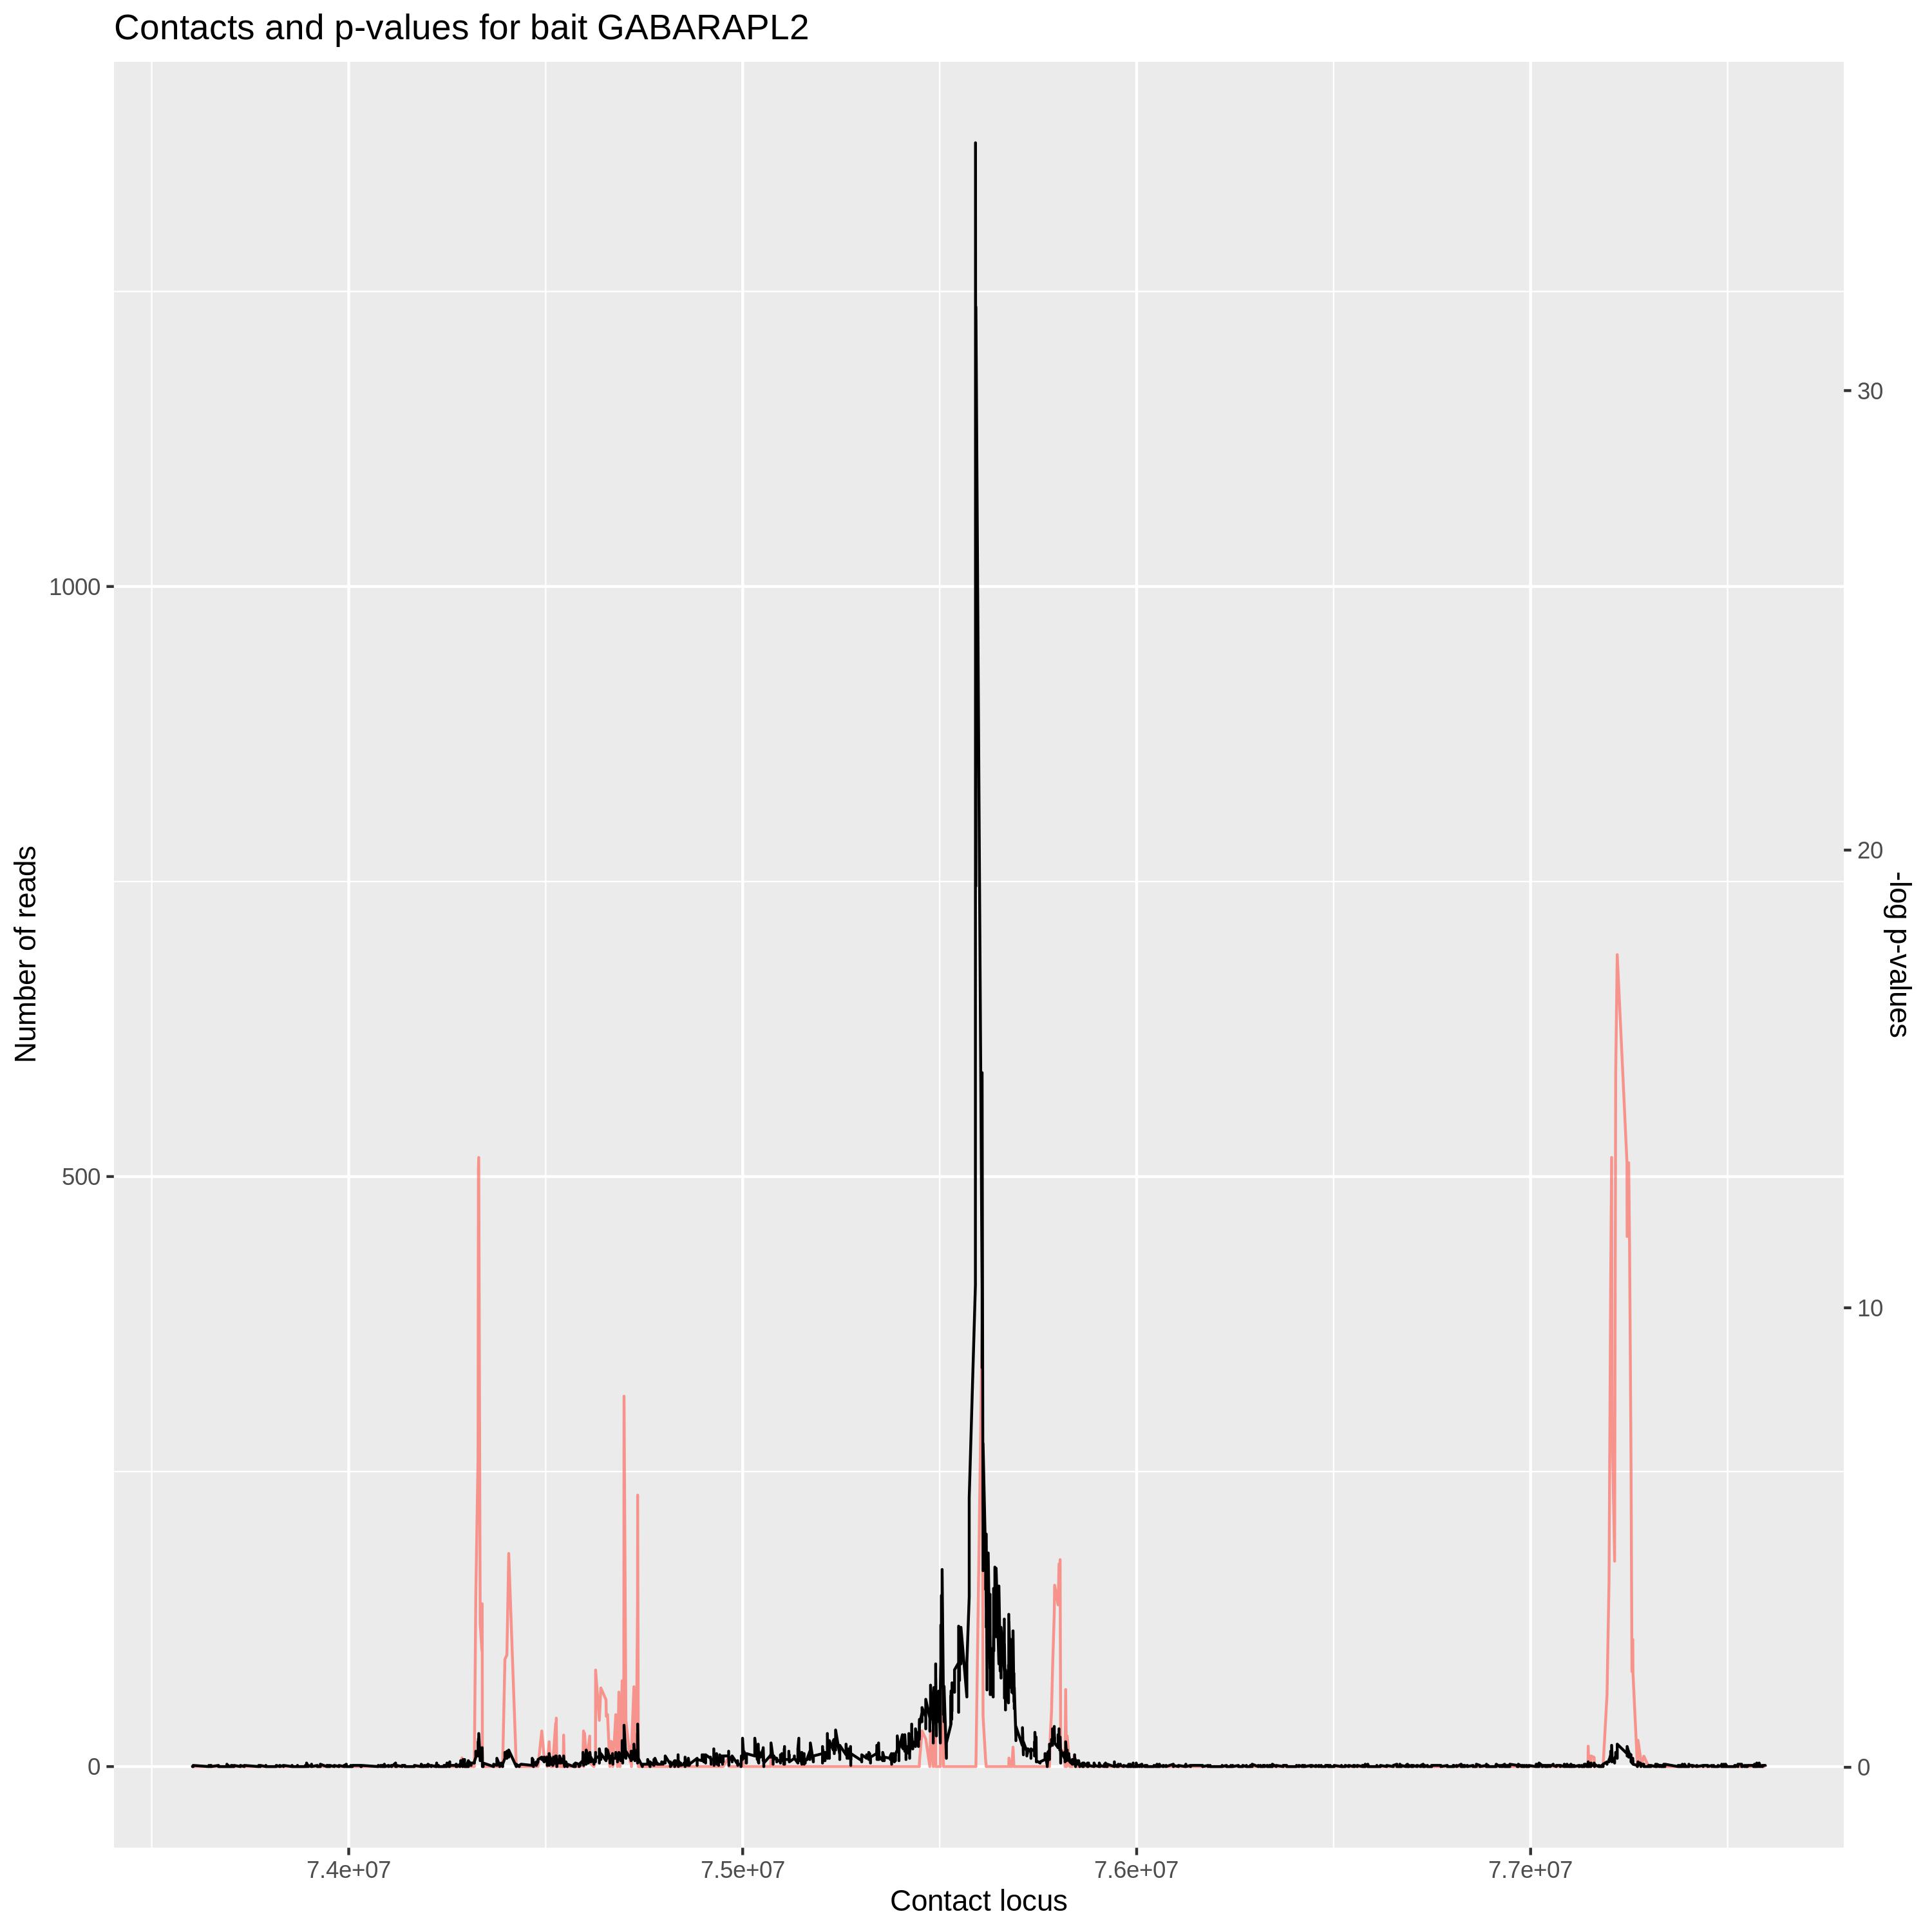 Contacts and p-values for bait GABARAPL2
Number of reads
1000
500
0
30
20
10
0
-log p-values
7.4e+07
7.5e+07
7.6e+07
7.7e+07
Contact locus